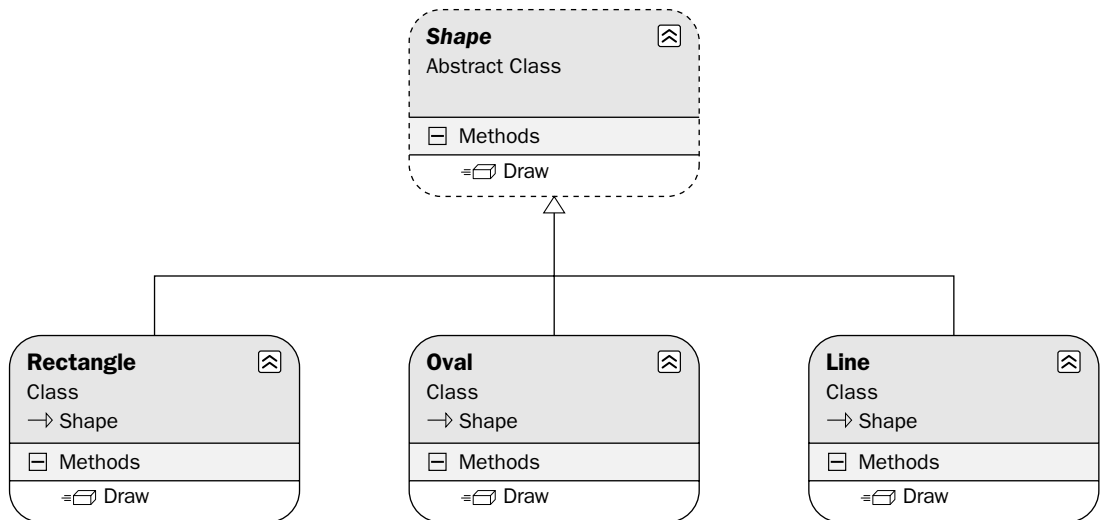 Shape
Abstract Class
Methods
Draw
Rectangle
Class
Shape
Methods
Draw
Oval
Class
Shape
Methods
Draw
Line
Class
Shape
Methods
Draw